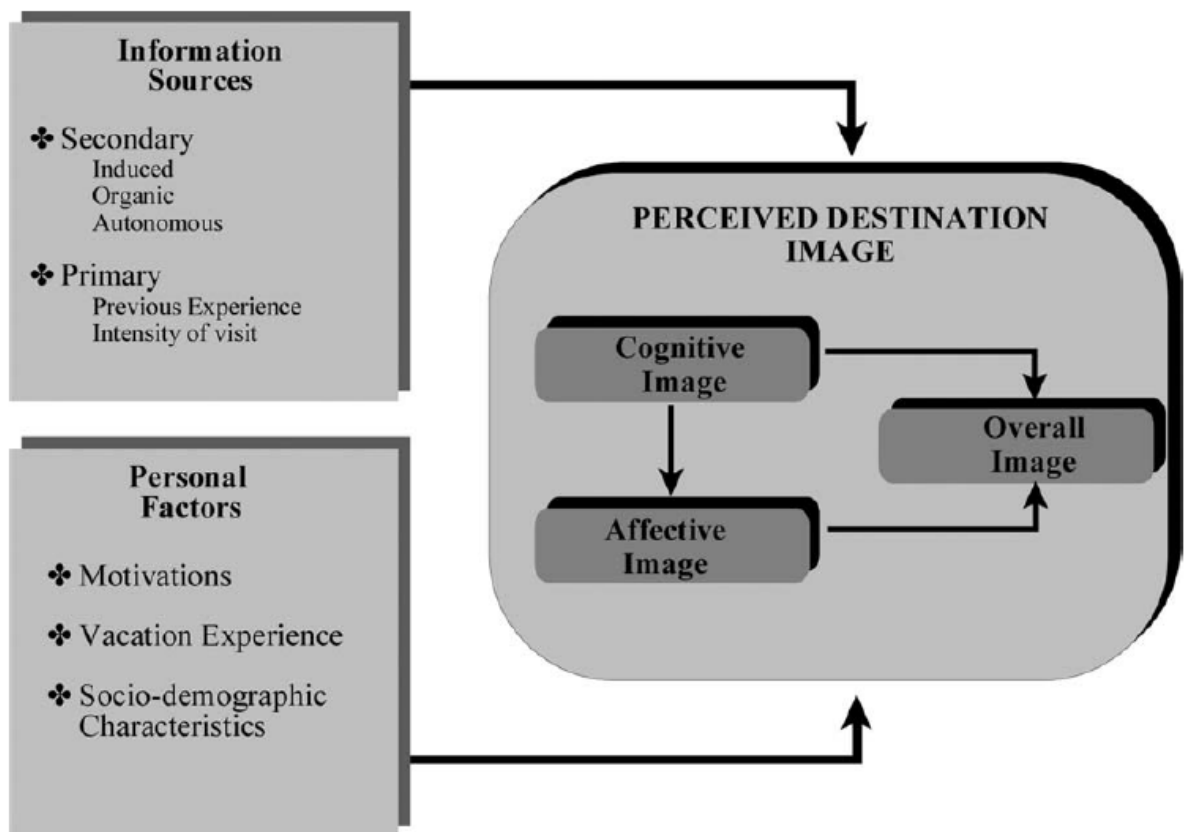 Information
Sources
✤ Secondary
Induced
Organic
Autonomous
✤ Primary
Previous Experience
Intensity of visit
Personal
Factors
✤ Motivations
✤ Vacation Experience
✤ Socio-demographic
Characteristics
PERCEIVED DESTINATION
IMAGE
Cognitive
Image
Affective
Image
Overall
Image